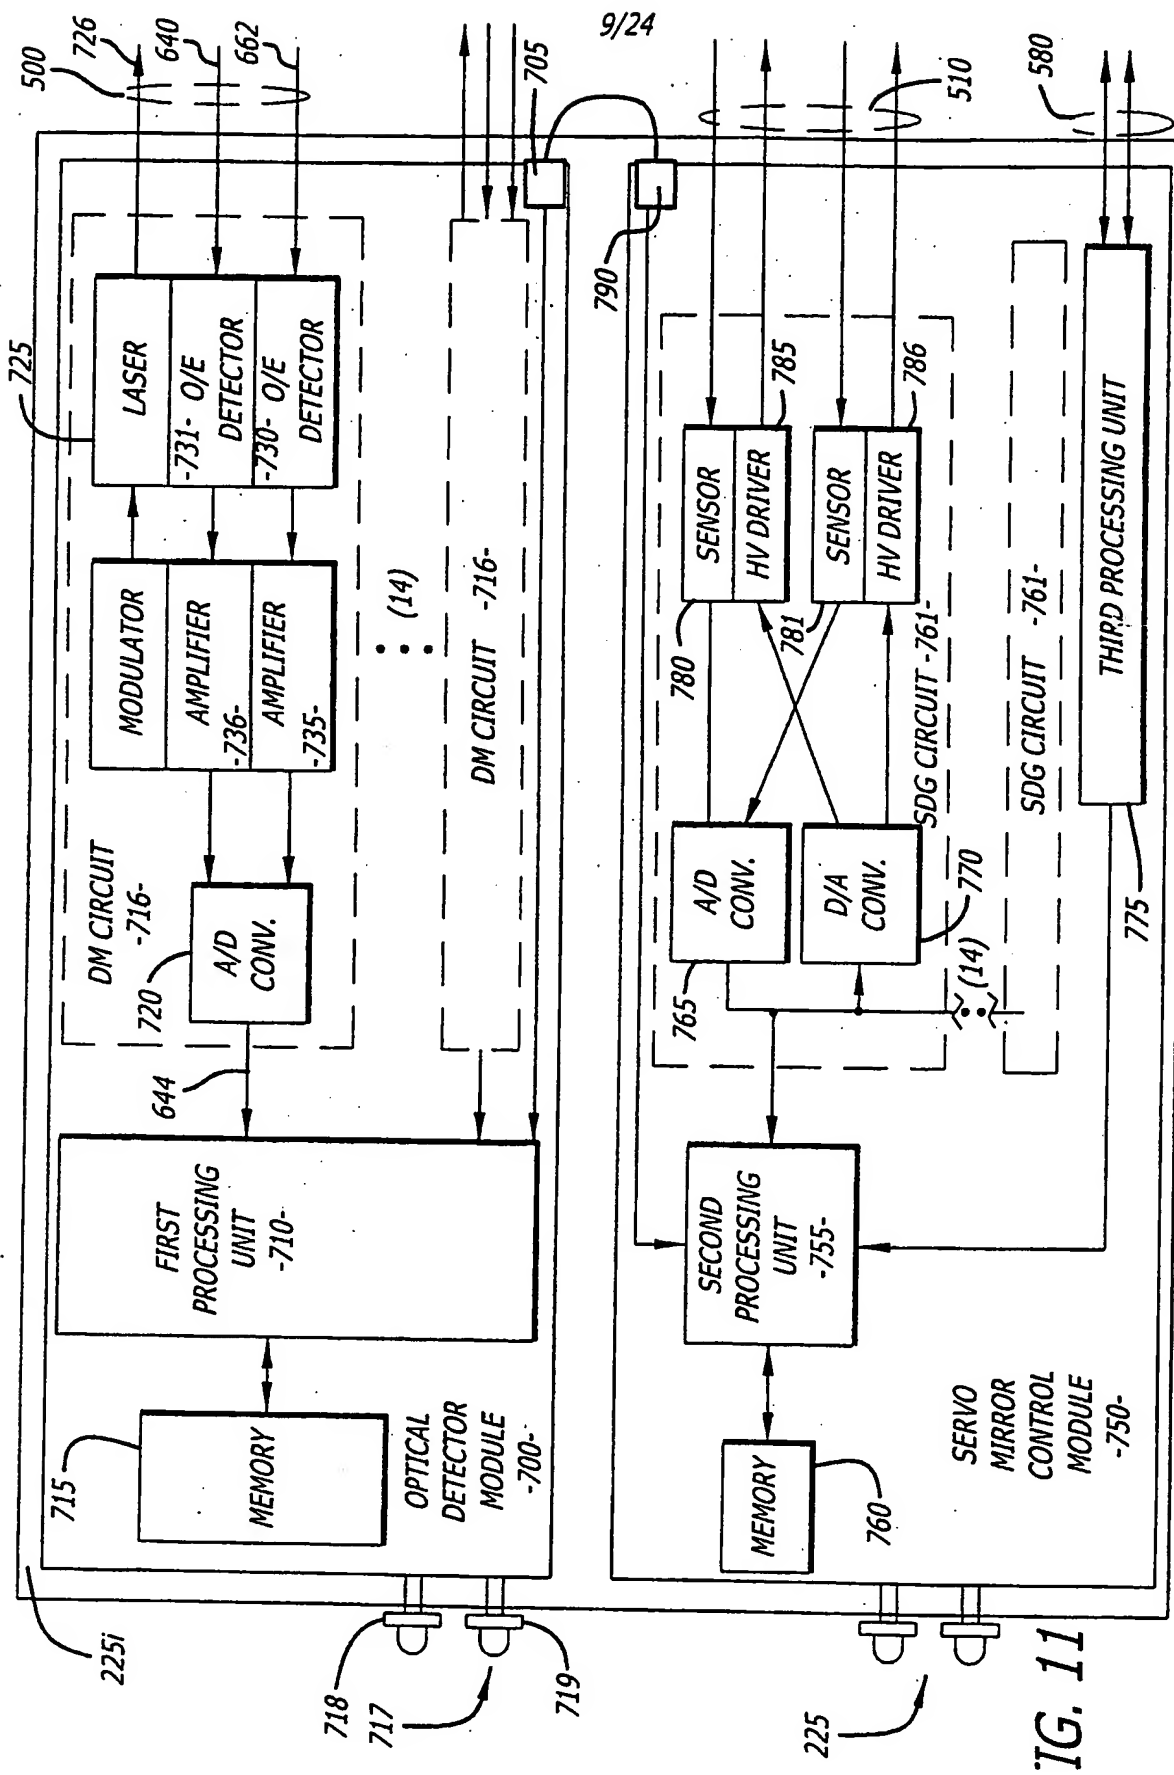 9/24
500
726
640
662
725
LASER
-731- O/E
DETECTOR
-730- O/E
DETECTOR
MODULATOR
AMPLIFIER
-736-
AMPLIFIER
-735-
DM CIRCUIT
-716-
720
A/D
CONV.
644
(14)
DM CIRCUIT -716-
705
FIRST
PROCESSING
UNIT
-710-
715
MEMORY
OPTICAL
DETECTOR
MODULE
-700-
225i
718
717
719
790
510
580
SENSOR
HV DRIVER
785
780
SENSOR
HV DRIVER
786
781
A/D
CONV.
765
D/A
CONV.
770
SDG CIRCUIT -761-
(14)
SDG CIRCUIT -761-
THIRD PROCESSING UNIT
775
SECOND
PROCESSING
UNIT
-755-
MEMORY
760
SERVO
MIRROR
CONTROL
MODULE
-750-
225
FIG. 11